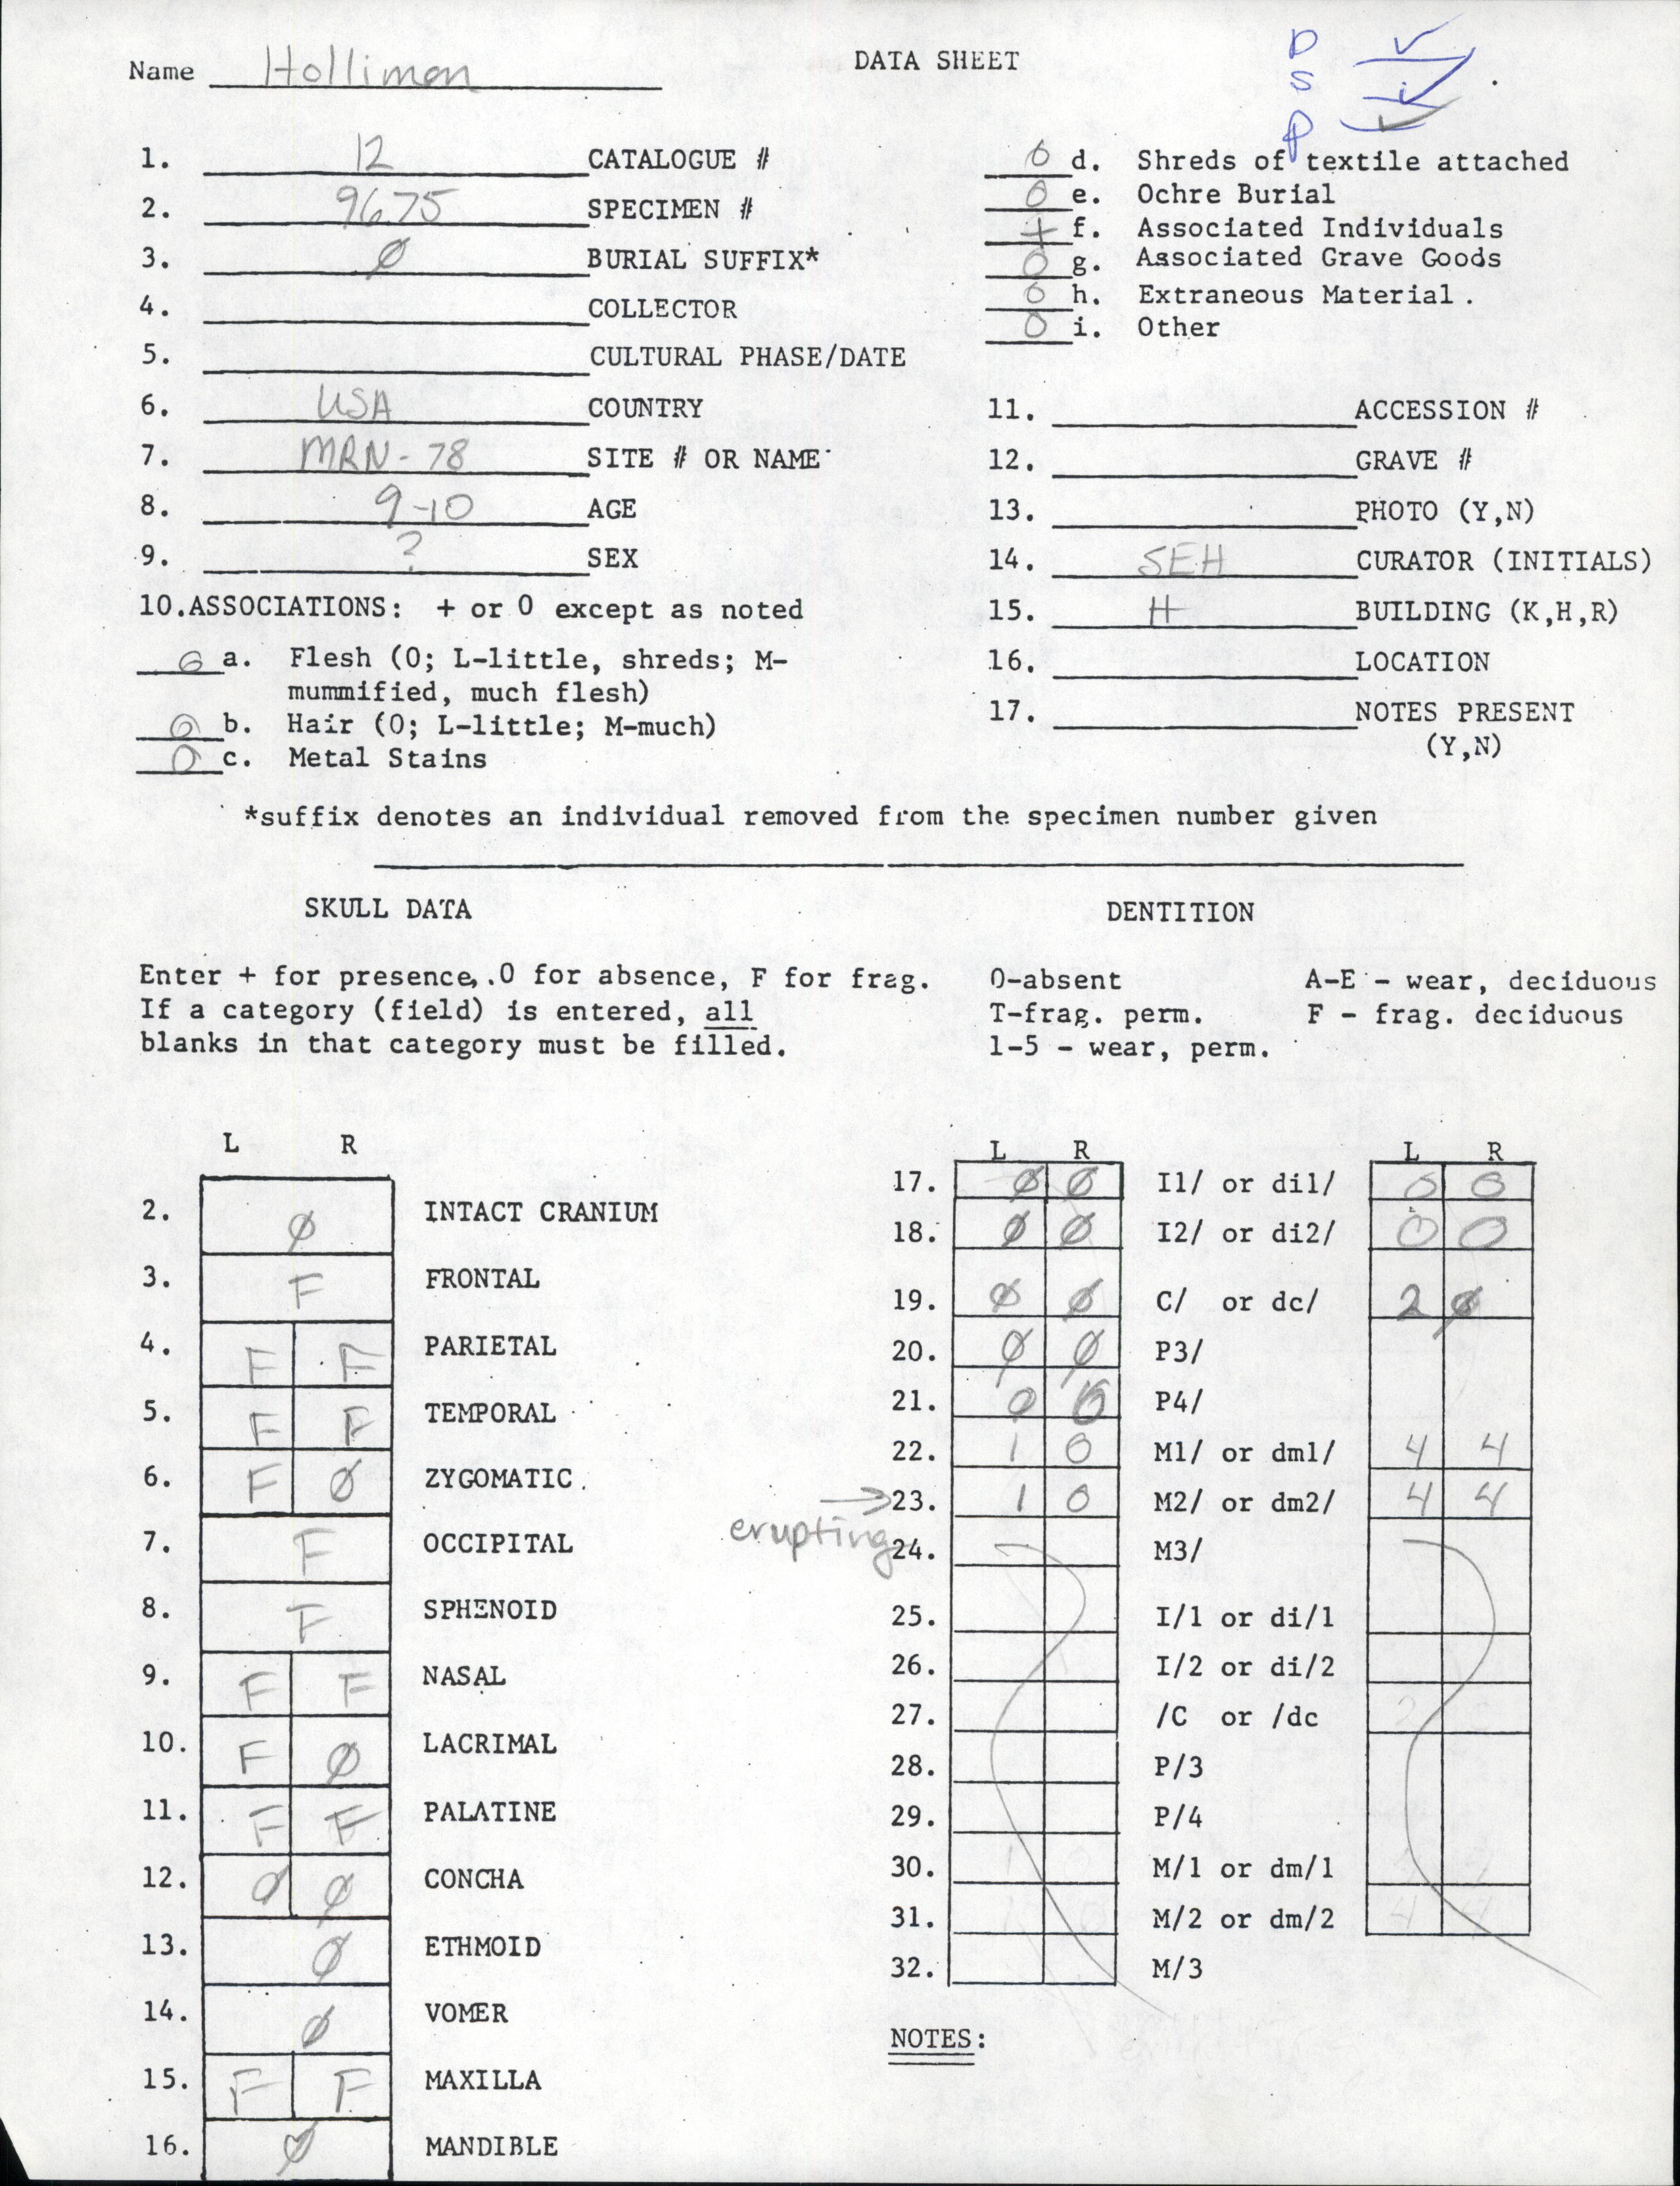 Name Hollimon
DATA SHEET
D ✓
S ✓
P ✓
1. 12 CATALOGUE #
2. 9675 SPECIMEN #
3. Ø BURIAL SUFFIX*
4. COLLECTOR
5. CULTURAL PHASE/DATE
6. USA COUNTRY
7. MRN-78 SITE # OR NAME
8. 9-10 AGE
9. ? SEX
10.ASSOCIATIONS: + or 0 except as noted
0 a. Flesh (0; L-little, shreds; M-
mummified, much flesh)
0 b. Hair (0; L-little; M-much)
0 c. Metal Stains
0 d. Shreds of textile attached
0 e. Ochre Burial
+ f. Associated Individuals
0 g. Associated Grave Goods
0 h. Extraneous Material.
0 i. Other
11. ACCESSION #
12. GRAVE #
13. PHOTO (Y,N)
14. SEH CURATOR (INITIALS)
15. H BUILDING (K,H,R)
16. LOCATION
17. NOTES PRESENT
(Y,N)
*suffix denotes an individual removed from the specimen number given
SKULL DATA
Enter + for presence, 0 for absence, F for frag.
If a category (field) is entered, all
blanks in that category must be filled.
L R
2. Ø INTACT CRANIUM
3. F FRONTAL
4. F F PARIETAL
5. F F TEMPORAL
6. F Ø ZYGOMATIC
7. F OCCIPITAL
8. F SPHENOID
9. F F NASAL
10. F Ø LACRIMAL
11. F F PALATINE
12. Ø Ø CONCHA
13. Ø ETHMOID
14. Ø VOMER
15. F F MAXILLA
16. Ø MANDIBLE
DENTITION
0-absent A-E - wear, deciduous
T-frag. perm. F - frag. deciduous
1-5 - wear, perm.
L R L R
17. Ø Ø I1/ or di1/ 0 0
18. Ø Ø I2/ or di2/ 0 0
19. Ø Ø C/ or dc/ 2 Ø
20. Ø Ø P3/
21. 0 0 P4/
22. 1 0 M1/ or dm1/ 4 4
→ 23. 1 0 M2/ or dm2/ 4 4
erupting
24. M3/
25. I/1 or di/1
26. I/2 or di/2
27. /C or /dc
28. P/3
29. P/4
30. M/1 or dm/1
31. M/2 or dm/2
32. M/3
NOTES: